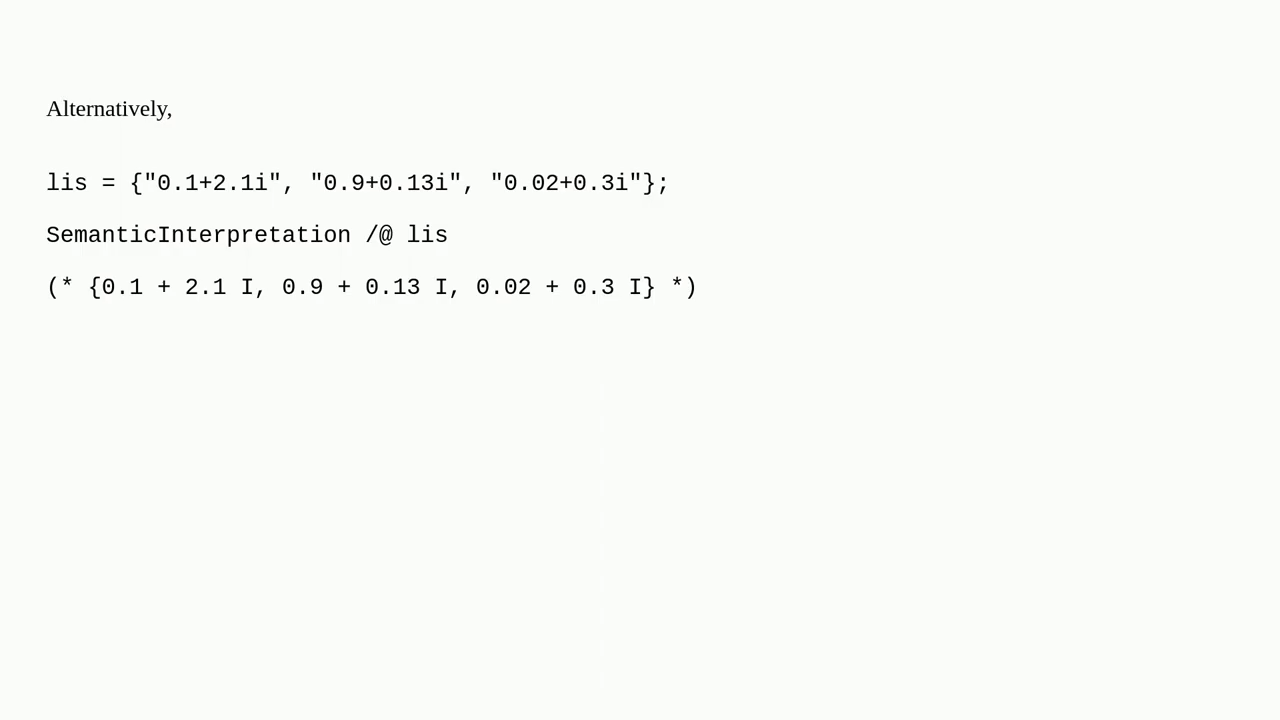 Alternatively,
lis = {"0.1+2.1i", "0.9+0.13i", "0.02+0.3i"};
SemanticInterpretation /@ lis
(* {0.1 + 2.1 I, 0.9 + 0.13 I, 0.02 + 0.3 I} *)